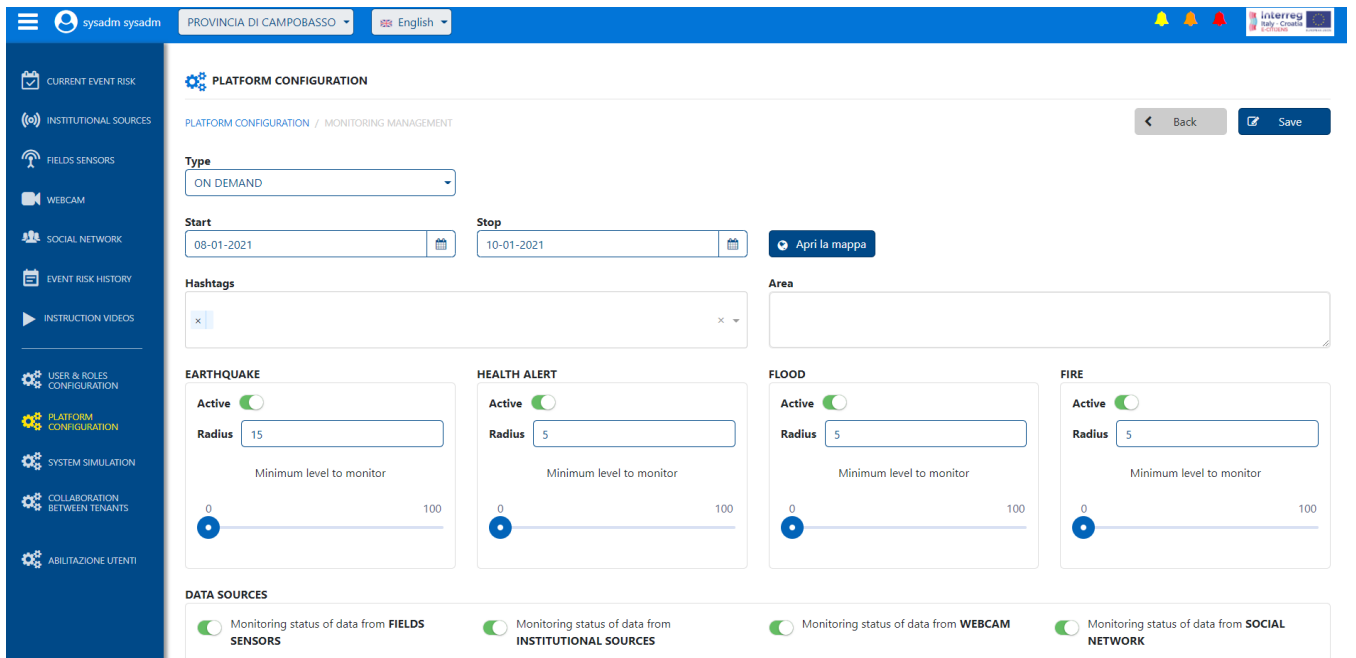 sysadm sysadm
PROVINCIA DI CAMPOBASSO
English
interreg
Italy - Croatia
E-CITIJENS
CURRENT EVENT RISK
INSTITUTIONAL SOURCES
FIELDS SENSORS
WEBCAM
SOCIAL NETWORK
EVENT RISK HISTORY
INSTRUCTION VIDEOS
USER & ROLES
CONFIGURATION
PLATFORM
CONFIGURATION
SYSTEM SIMULATION
COLLABORATION
BETWEEN TENANTS
ABILITAZIONE UTENTI
PLATFORM CONFIGURATION
PLATFORM CONFIGURATION / MONITORING MANAGEMENT
Back
Save
Type
ON DEMAND
Start
08-01-2021
Stop
10-01-2021
Apri la mappa
Hashtags
×
×
Area
EARTHQUAKE
Active
Radius 15
Minimum level to monitor
0 100
HEALTH ALERT
Active
Radius 5
Minimum level to monitor
0 100
FLOOD
Active
Radius 5
Minimum level to monitor
0 100
FIRE
Active
Radius 5
Minimum level to monitor
0 100
DATA SOURCES
Monitoring status of data from FIELDS
SENSORS
Monitoring status of data from
INSTITUTIONAL SOURCES
Monitoring status of data from WEBCAM
Monitoring status of data from SOCIAL
NETWORK